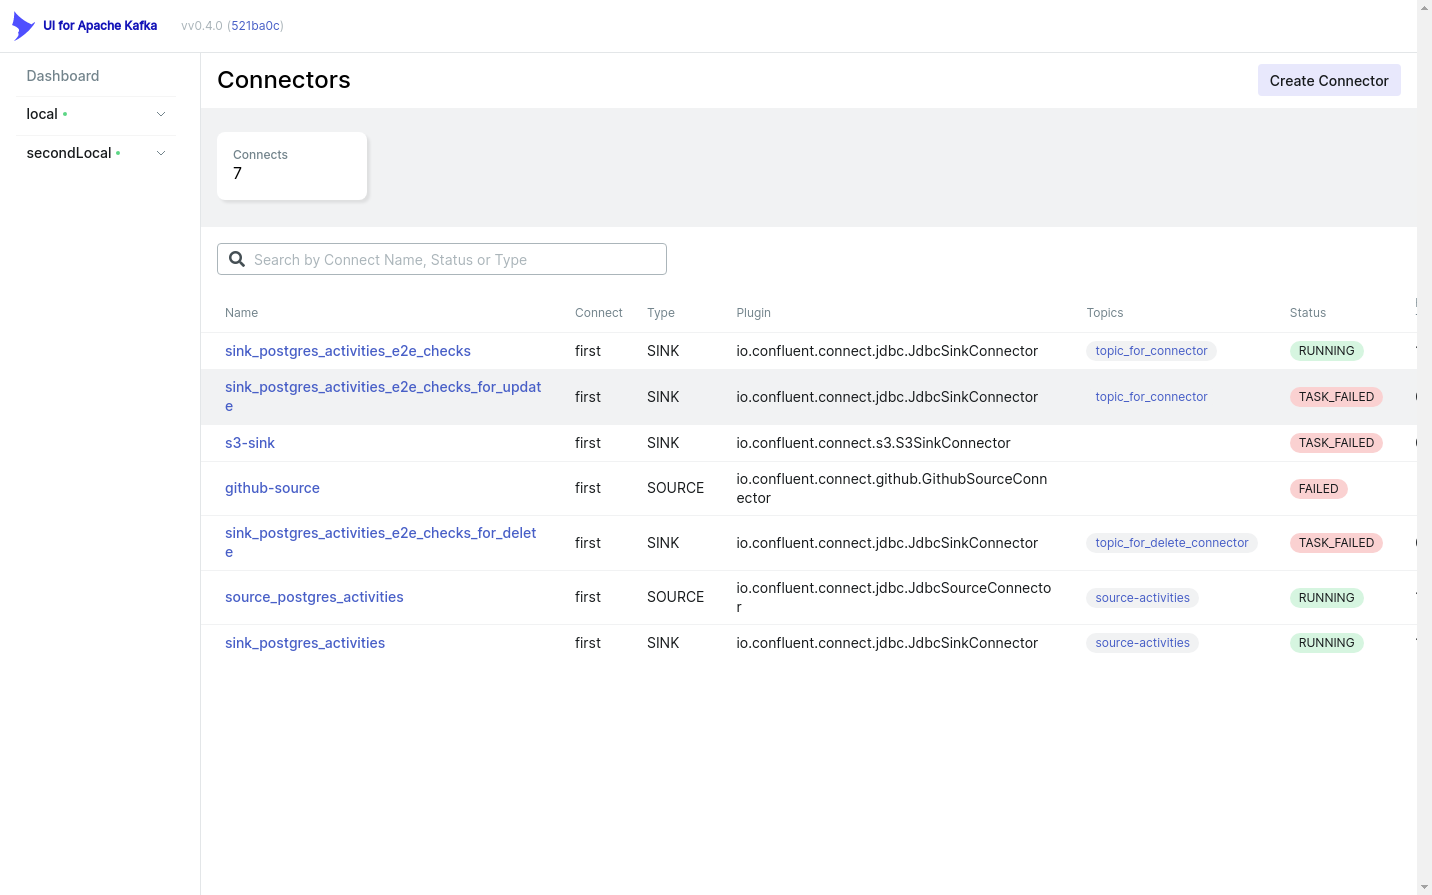 UI for Apache Kafka vv0.4.0 (521ba0c)
Dashboard
local
secondLocal
Connectors
Create Connector
Connects
7
Search by Connect Name, Status or Type
Name Connect Type Plugin Topics Status
sink_postgres_activities_e2e_checks first SINK io.confluent.connect.jdbc.JdbcSinkConnector topic_for_connector RUNNING
sink_postgres_activities_e2e_checks_for_updat
e
first SINK io.confluent.connect.jdbc.JdbcSinkConnector topic_for_connector TASK_FAILED
s3-sink first SINK io.confluent.connect.s3.S3SinkConnector TASK_FAILED
github-source first SOURCE
io.confluent.connect.github.GithubSourceConn
ector
FAILED
sink_postgres_activities_e2e_checks_for_delet
e
first SINK io.confluent.connect.jdbc.JdbcSinkConnector topic_for_delete_connector TASK_FAILED
source_postgres_activities first SOURCE
io.confluent.connect.jdbc.JdbcSourceConnecto
r
source-activities RUNNING
sink_postgres_activities first SINK io.confluent.connect.jdbc.JdbcSinkConnector source-activities RUNNING